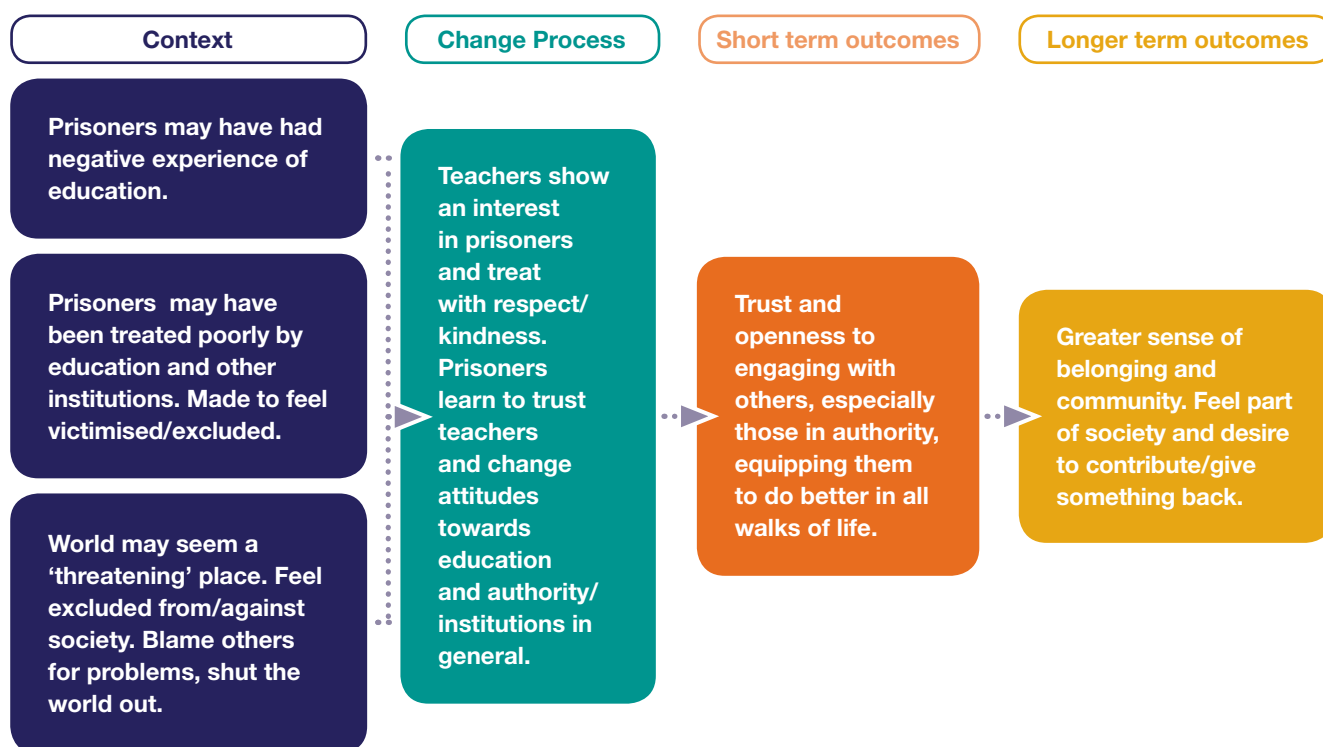 Context
Change Process
Short term outcomes
Longer term outcomes
Prisoners may have had
negative experience of
education.
Prisoners  may have
been treated poorly by
education and other
institutions. Made to feel
victimised/excluded.
World may seem a
‘threatening’ place. Feel
excluded from/against
society. Blame others
for problems, shut the
world out.
Teachers show
an interest
in prisoners
and treat
with respect/
kindness.
Prisoners
learn to trust
teachers
and change
attitudes
towards
education
and authority/
institutions in
general.
Trust and
openness to
engaging with
others, especially
those in authority,
equipping them
to do better in all
walks of life.
Greater sense of
belonging and
community. Feel part
of society and desire
to contribute/give
something back.